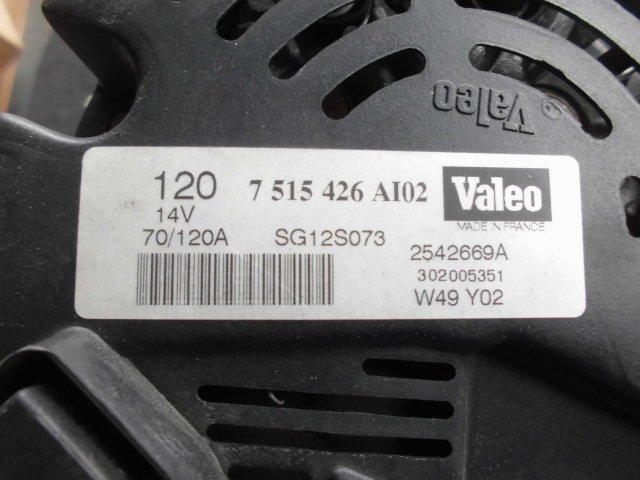 Valeo
120 7 515 426 AI02 Valeo
14V MADE IN FRANCE
70/120A SG12S073 2542669A
302005351
W49 Y02